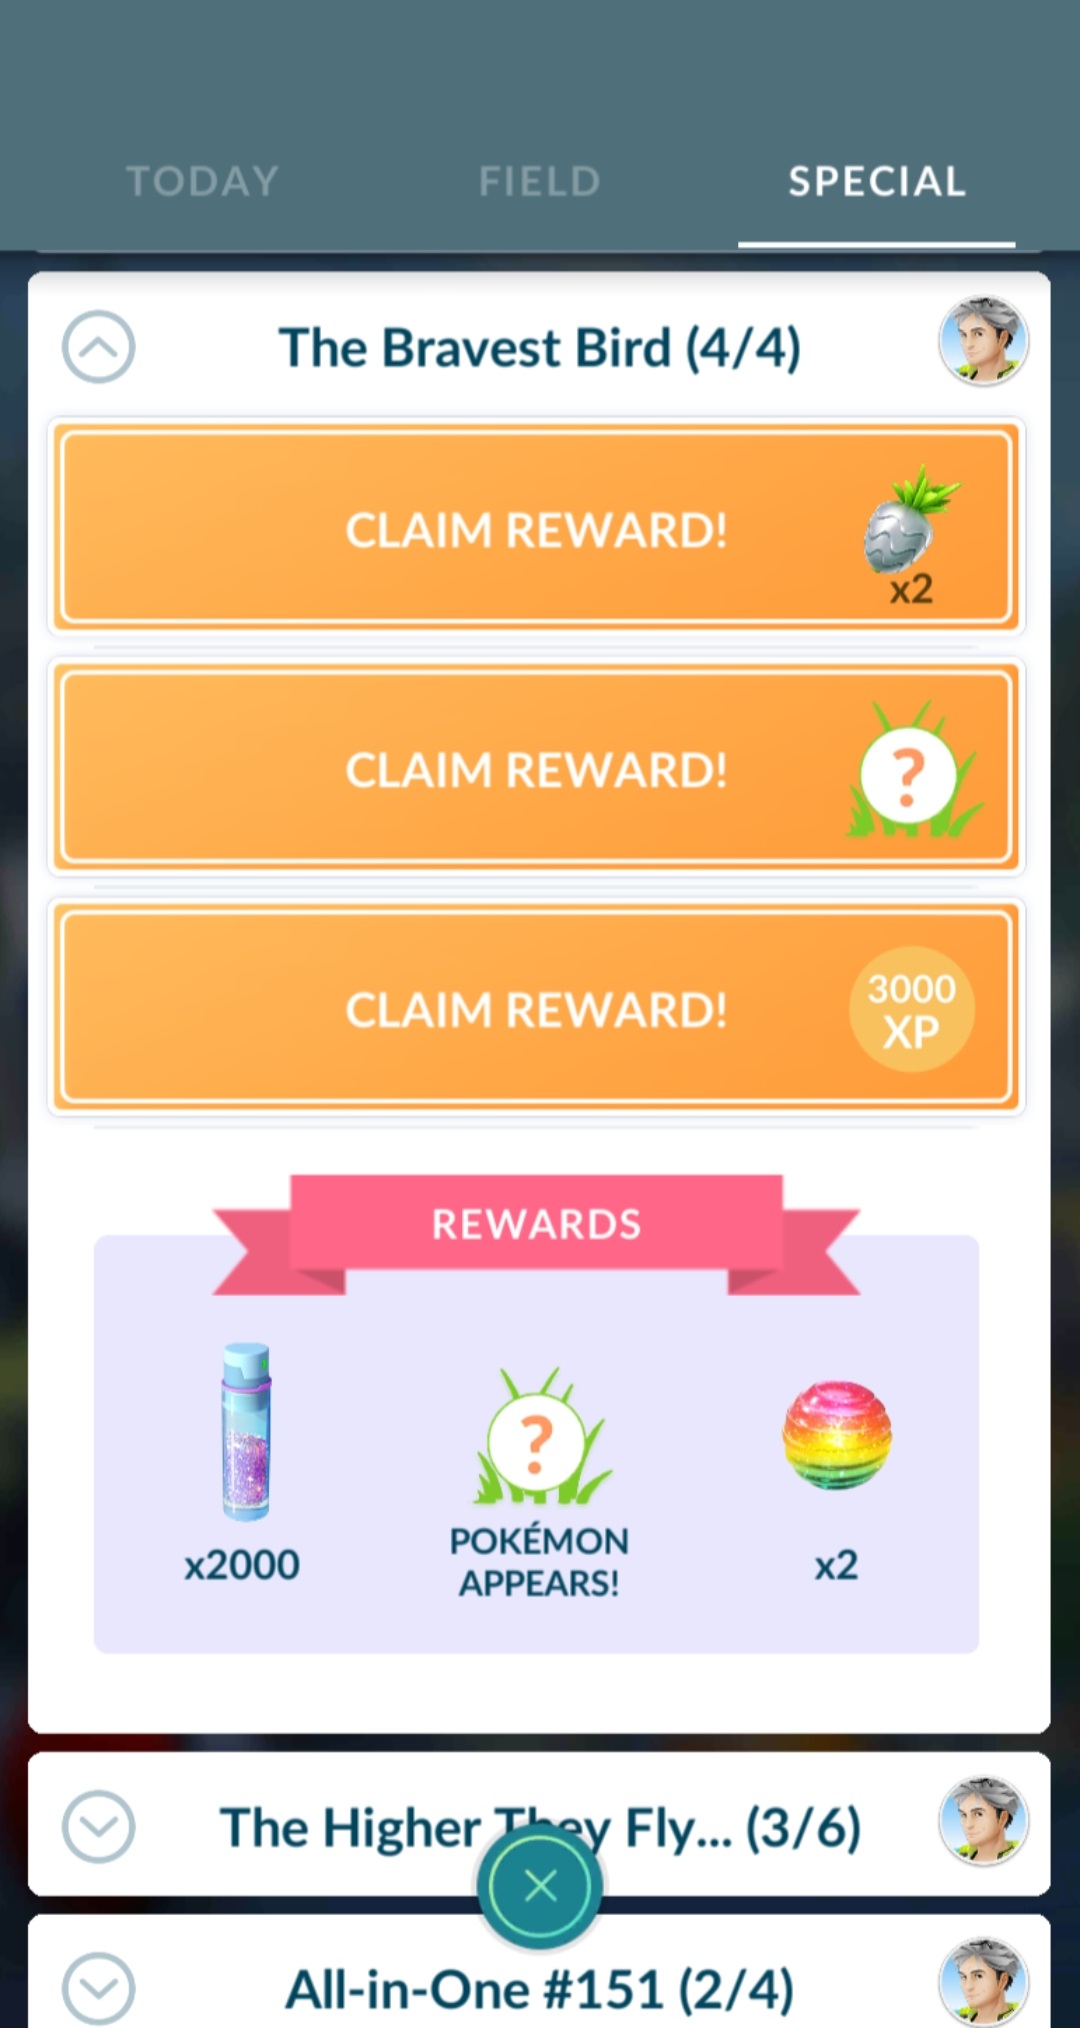 TODAY
FIELD
SPECIAL
The Bravest Bird (4/4)
CLAIM REWARD!
x2
CLAIM REWARD!
?
CLAIM REWARD!
3000
XP
REWARDS
x2000
?
POKÉMON
APPEARS!
x2
The Higher They Fly... (3/6)
All-in-One #151 (2/4)